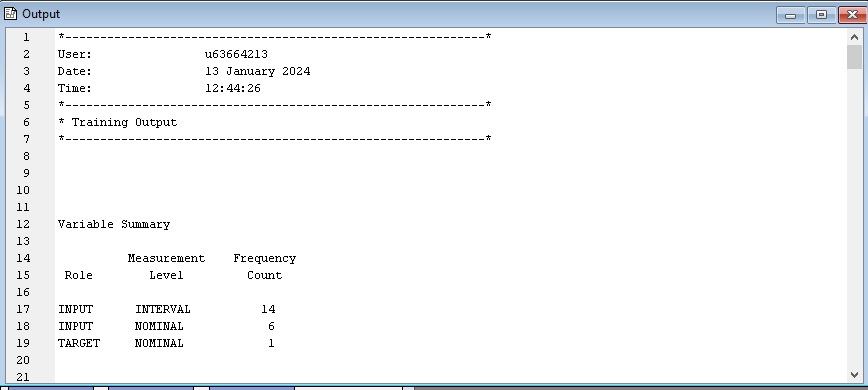 Output
1 *------------------------------------------------------------*
2 User: u63664213
3 Date: 13 January 2024
4 Time: 12:44:26
5 *------------------------------------------------------------*
6 * Training Output
7 *------------------------------------------------------------*
8
9
10
11
12 Variable Summary
13
14 Measurement Frequency
15 Role Level Count
16
17 INPUT INTERVAL 14
18 INPUT NOMINAL 6
19 TARGET NOMINAL 1
20
21